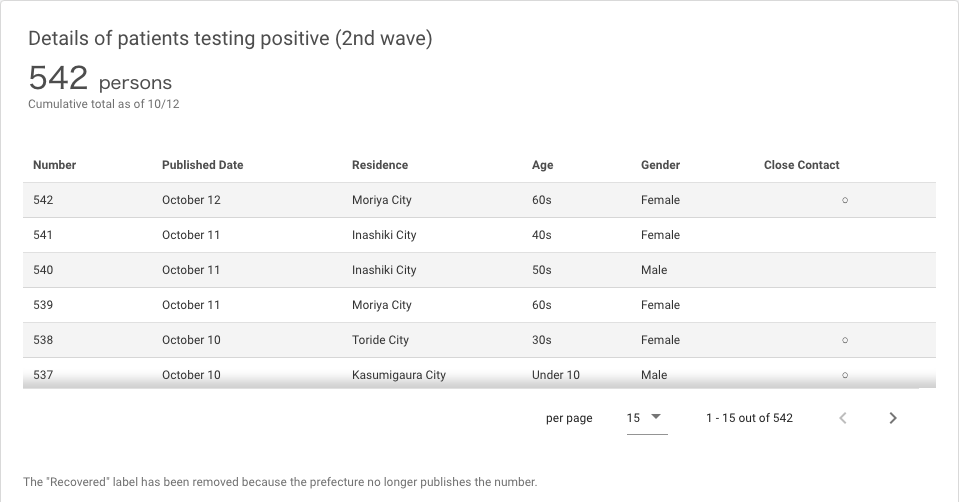 Details of patients testing positive (2nd wave)
542 persons
Cumulative total as of 10/12
Number Published Date Residence Age Gender Close Contact
542 October 12 Moriya City 60s Female ○
541 October 11 Inashiki City 40s Female
540 October 11 Inashiki City 50s Male
539 October 11 Moriya City 60s Female
538 October 10 Toride City 30s Female ○
537 October 10 Kasumigaura City Under 10 Male ○
per page 15 1 - 15 out of 542
The "Recovered" label has been removed because the prefecture no longer publishes the number.